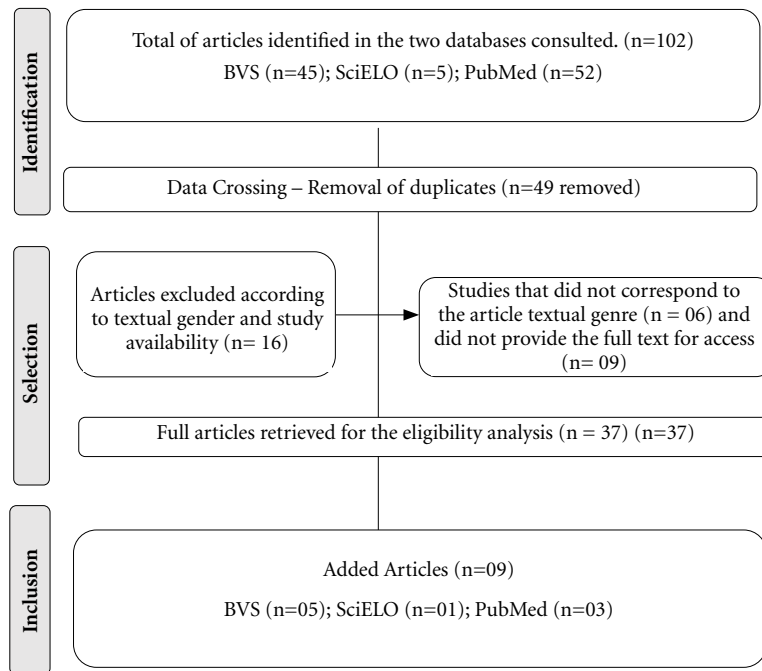 Identification
Total of articles identified in the two databases consulted. (n=102)
BVS (n=45); SciELO (n=5); PubMed (n=52)
Data Crossing – Removal of duplicates (n=49 removed)
Selection
Articles excluded according
to textual gender and study
availability (n= 16)
Studies that did not correspond to
the article textual genre (n = 06) and
did not provide the full text for access
(n= 09)
Full articles retrieved for the eligibility analysis (n = 37) (n=37)
Inclusion
Added Articles (n=09)
BVS (n=05); SciELO (n=01); PubMed (n=03)